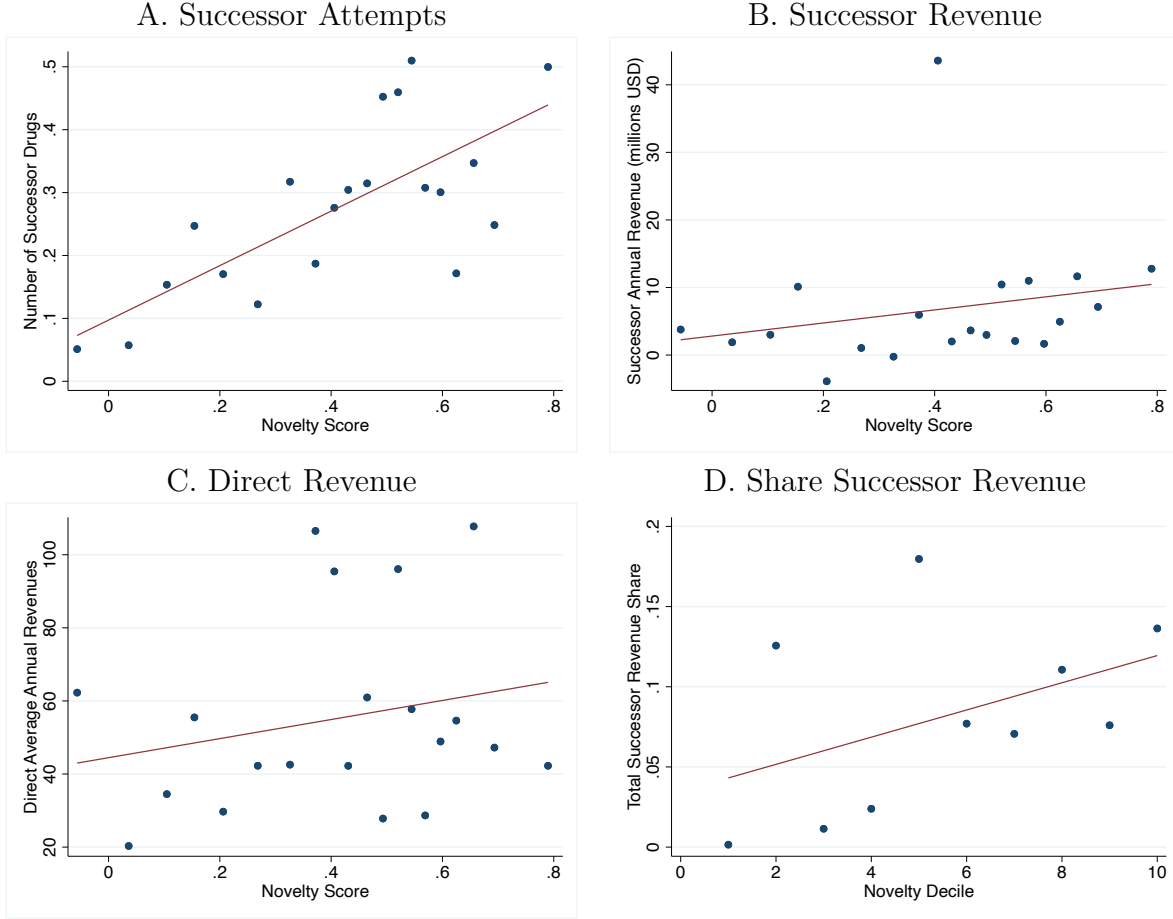 A. Successor Attempts
Number of Successor Drugs
.5
.4
.3
.2
.1
0
0 .2 .4 .6 .8
Novelty Score
B. Successor Revenue
Successor Annual Revenue (millions USD)
40
30
20
10
0
0 .2 .4 .6 .8
Novelty Score
C. Direct Revenue
Direct Average Annual Revenues
100
80
60
40
20
0 .2 .4 .6 .8
Novelty Score
D. Share Successor Revenue
Total Successor Revenue Share
.2
.15
.1
.05
0
0 2 4 6 8 10
Novelty Decile